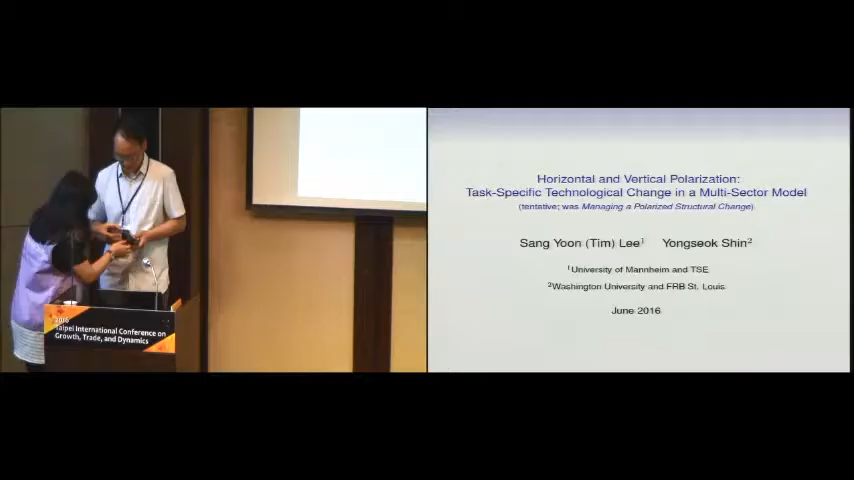 2016
Taipei International Conference on
Growth, Trade, and Dynamics
Horizontal and Vertical Polarization:
Task-Specific Technological Change in a Multi-Sector Model
(tentative; was Managing a Polarized Structural Change)
Sang Yoon (Tim) Lee¹ Yongseok Shin²
¹University of Mannheim and TSE
²Washington University and FRB St. Louis
June 2016